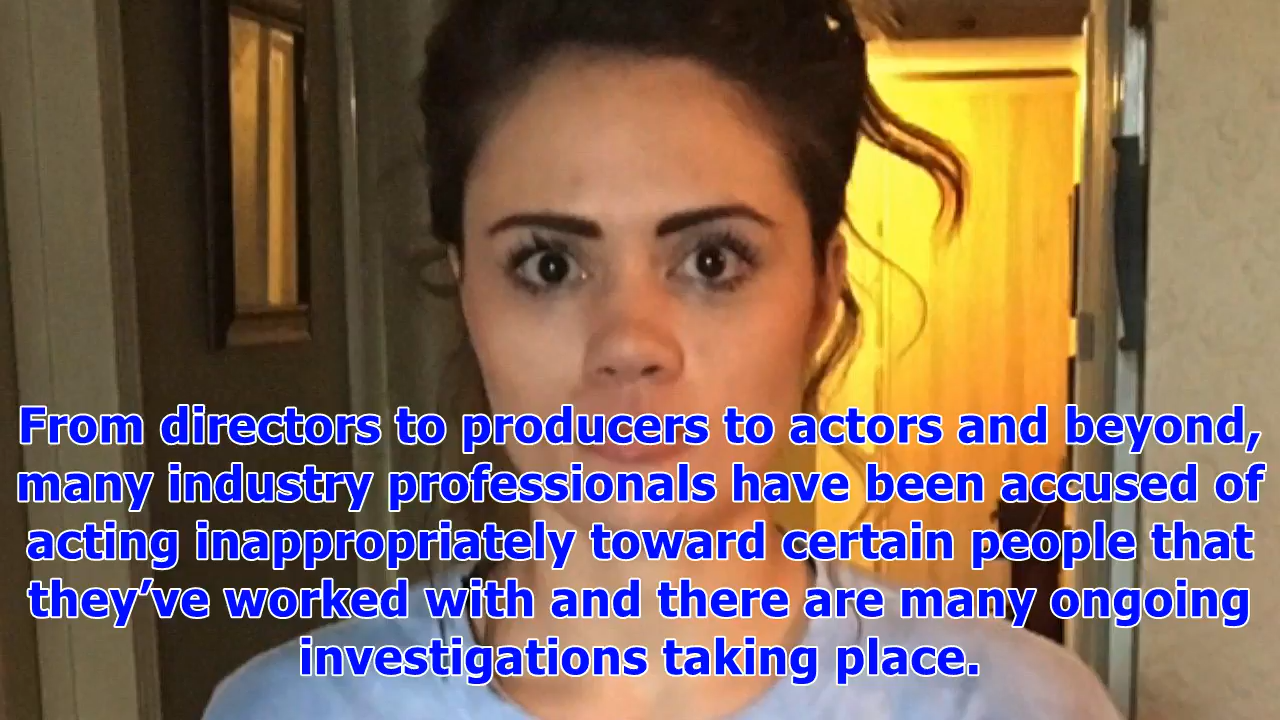 From directors to producers to actors and beyond,
many industry professionals have been accused of
acting inappropriately toward certain people that
they’ve worked with and there are many ongoing
investigations taking place.